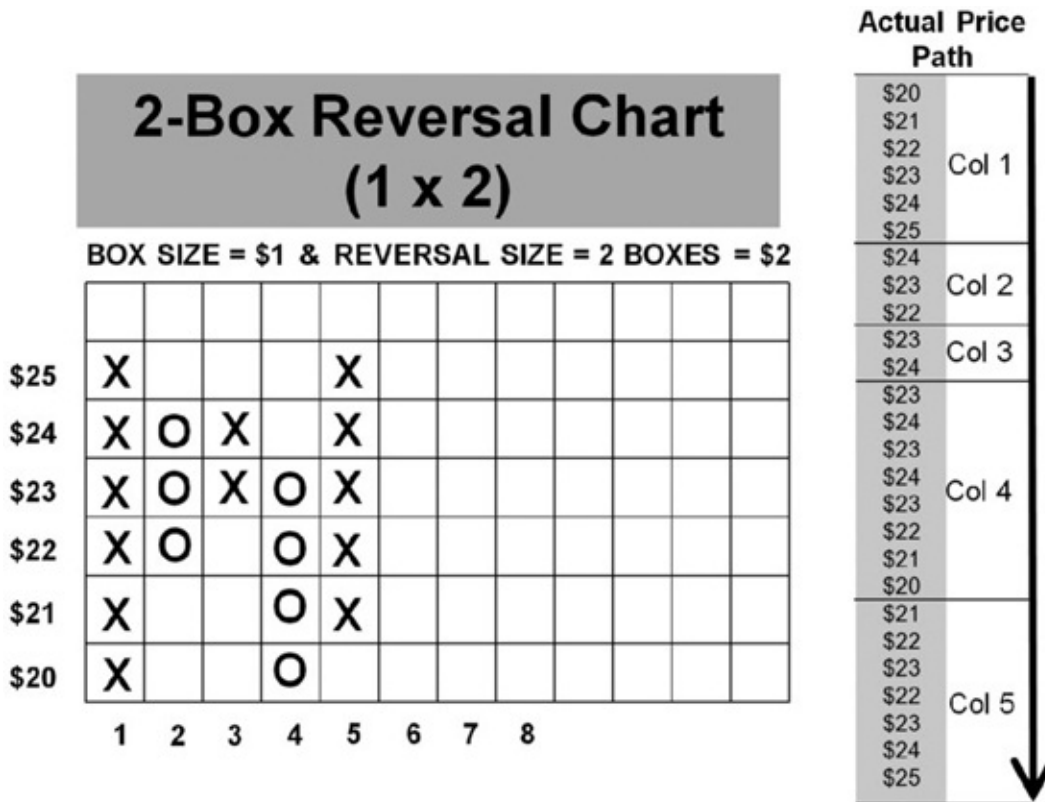 2-Box Reversal Chart
(1 x 2)
BOX SIZE = $1 & REVERSAL SIZE = 2 BOXES = $2
$25 X X
$24 X O X X
$23 X O X O X
$22 X O O X
$21 X O X
$20 X O
1 2 3 4 5 6 7 8
Actual Price
Path
$20
$21
$22
$23
$24
$25
Col 1
$24
$23
$22
Col 2
$23
$24
Col 3
$23
$24
$23
$24
$23
$22
$21
$20
Col 4
$21
$22
$23
$22
$23
$24
$25
Col 5